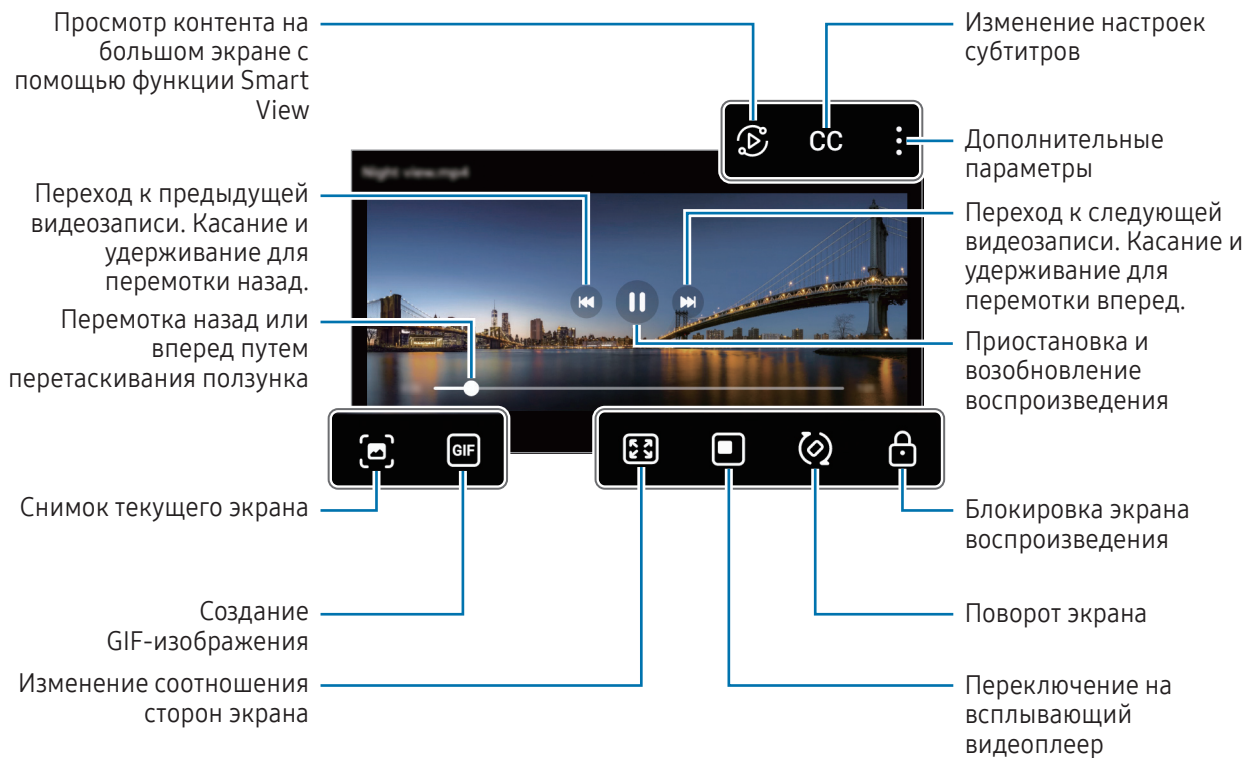 Просмотр контента на
большом экране с
помощью функции Smart
View
Изменение настроек
субтитров
CC
Дополнительные
параметры
Night view.mp4
Переход к предыдущей
видеозаписи. Касание и
удерживание для
перемотки назад.
Переход к следующей
видеозаписи. Касание и
удерживание для
перемотки вперед.
Перемотка назад или
вперед путем
перетаскивания ползунка
Приостановка и
возобновление
воспроизведения
GIF
Снимок текущего экрана
Блокировка экрана
воспроизведения
Создание
GIF-изображения
Поворот экрана
Изменение соотношения
сторон экрана
Переключение на
всплывающий
видеоплеер